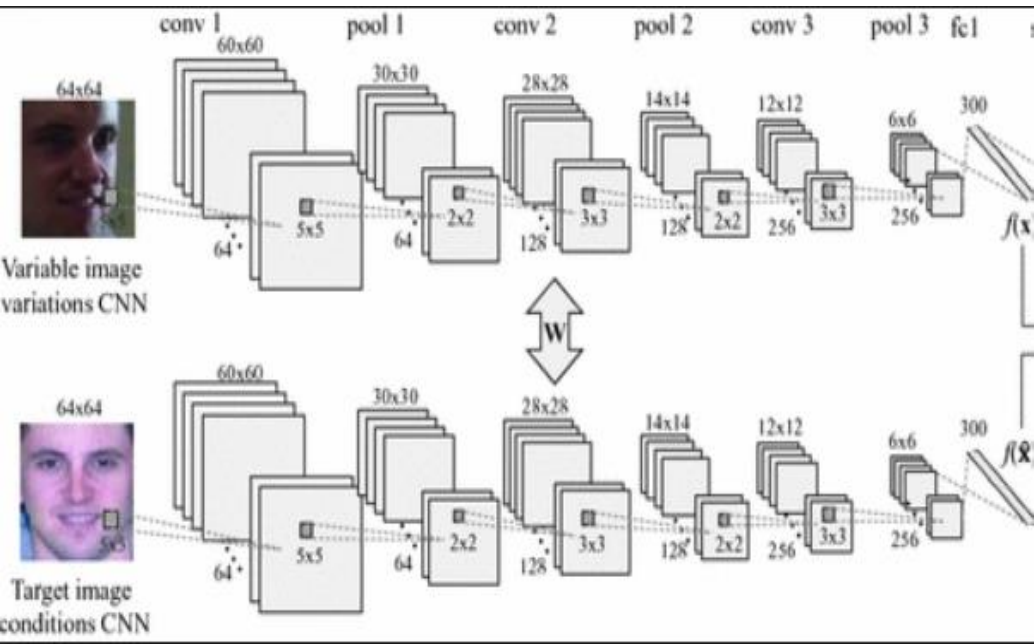 conv 1 pool 1 conv 2 pool 2 conv 3 pool 3 fc1
60x60
30x30
28x28
14x14
12x12
6x6
300
64x64
5x5
2x2
3x3
2x2
3x3
64
64
128
128
256
256
f(x)
Variable image
variations CNN
W
60x60
30x30
28x28
14x14
12x12
6x6
300
64x64
5x5
5x5
2x2
3x3
2x2
3x3
64
64
128
128
256
256
f(x̂)
Target image
conditions CNN